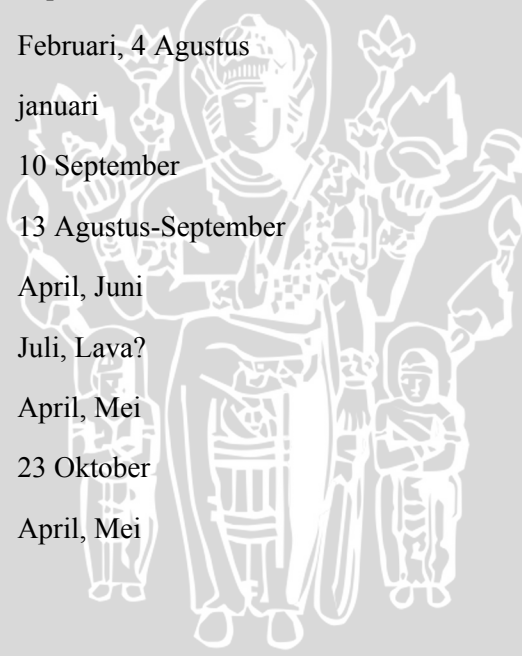 Februari, 4 Agustus
januari
10 September
13 Agustus-September
April, Juni
Juli, Lava?
April, Mei
23 Oktober
April, Mei